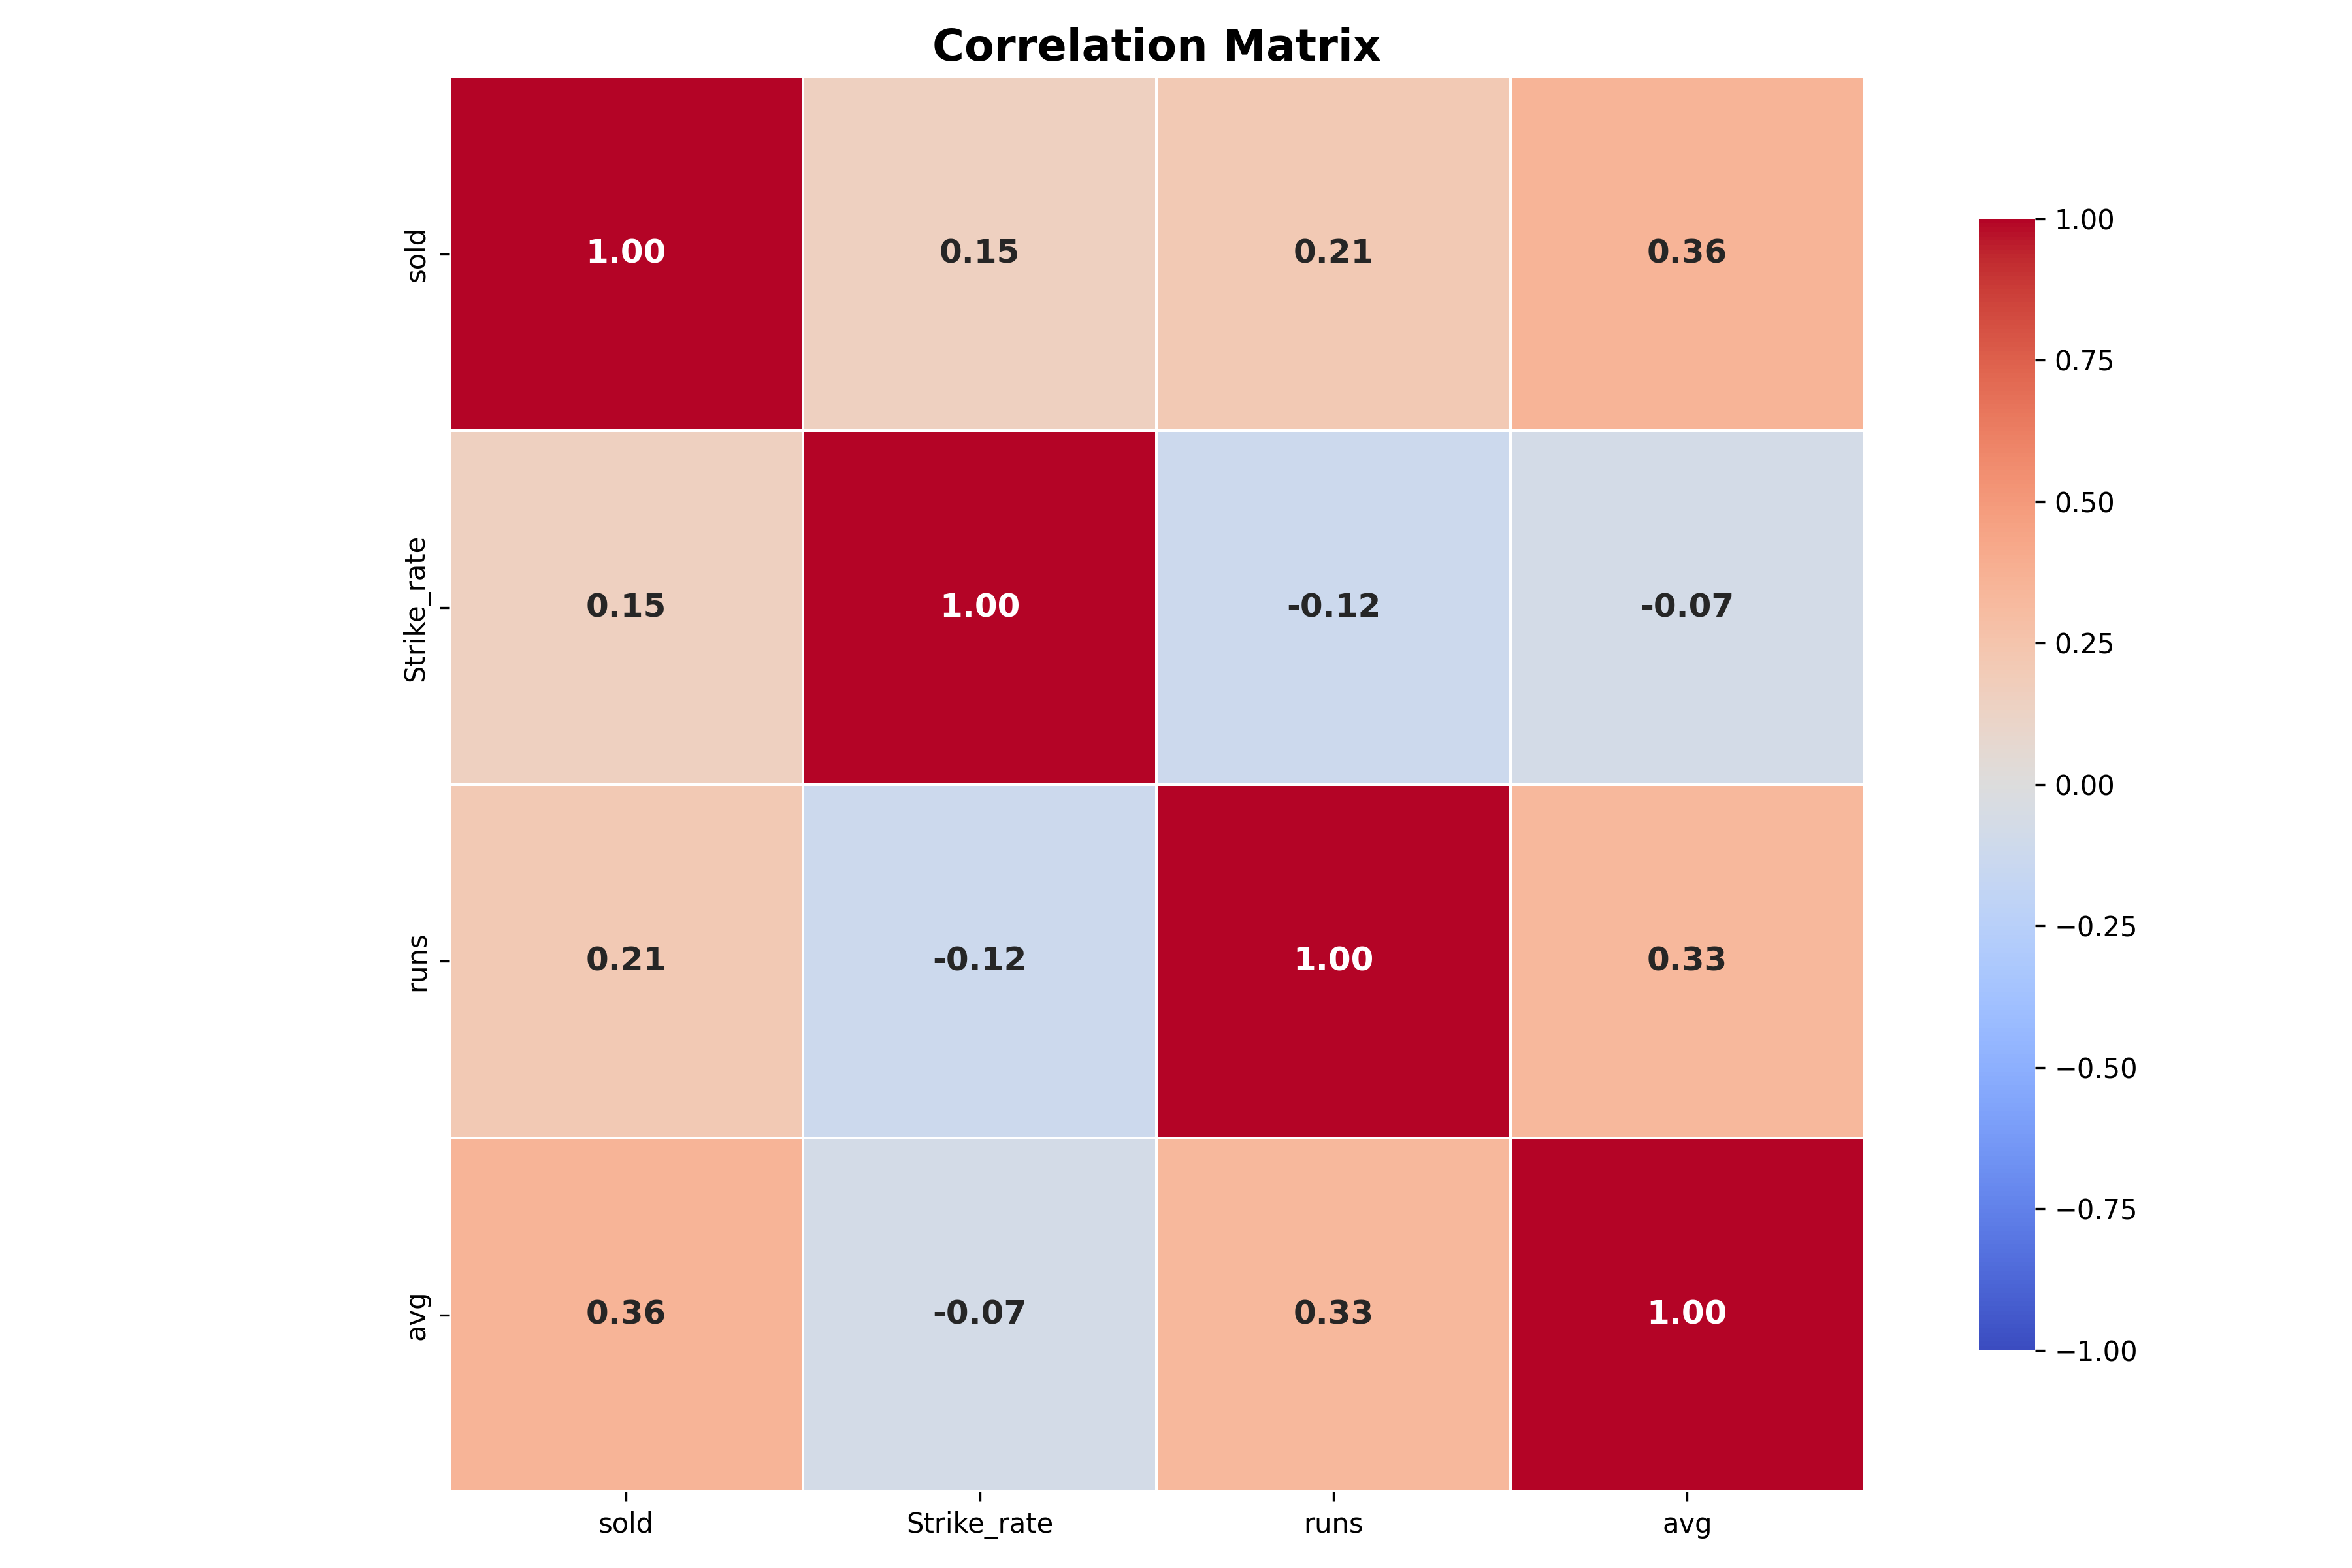 Correlation Matrix
sold 1.00 0.15 0.21 0.36
Strike_rate 0.15 1.00 -0.12 -0.07
runs 0.21 -0.12 1.00 0.33
avg 0.36 -0.07 0.33 1.00
sold Strike_rate runs avg
1.00
0.75
0.50
0.25
0.00
−0.25
−0.50
−0.75
−1.00